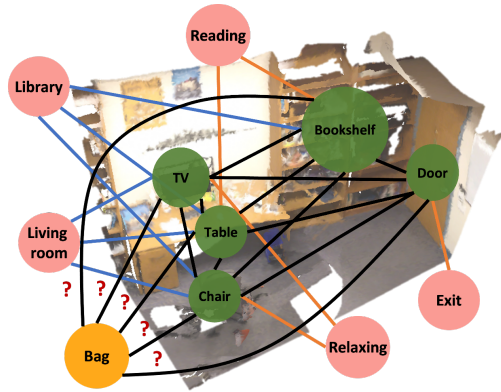 Reading
Library
Bookshelf
TV
Door
Table
Living
room
Chair
? ? ? ? ?
Exit
Bag
Relaxing